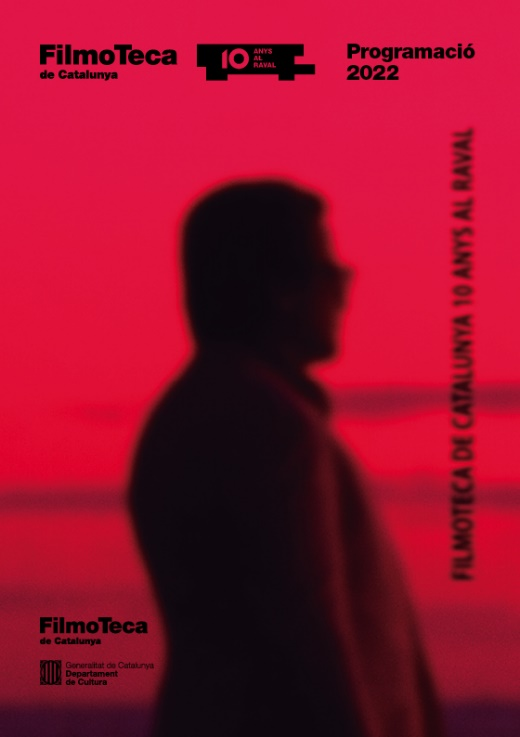 FilmoTeca
de Catalunya
10 ANYS
AL
RAVAL
Programació
2022
FILMOTECA DE CATALUNYA 10 ANYS AL RAVAL
FilmoTeca
de Catalunya
Generalitat de Catalunya
Departament
de Cultura